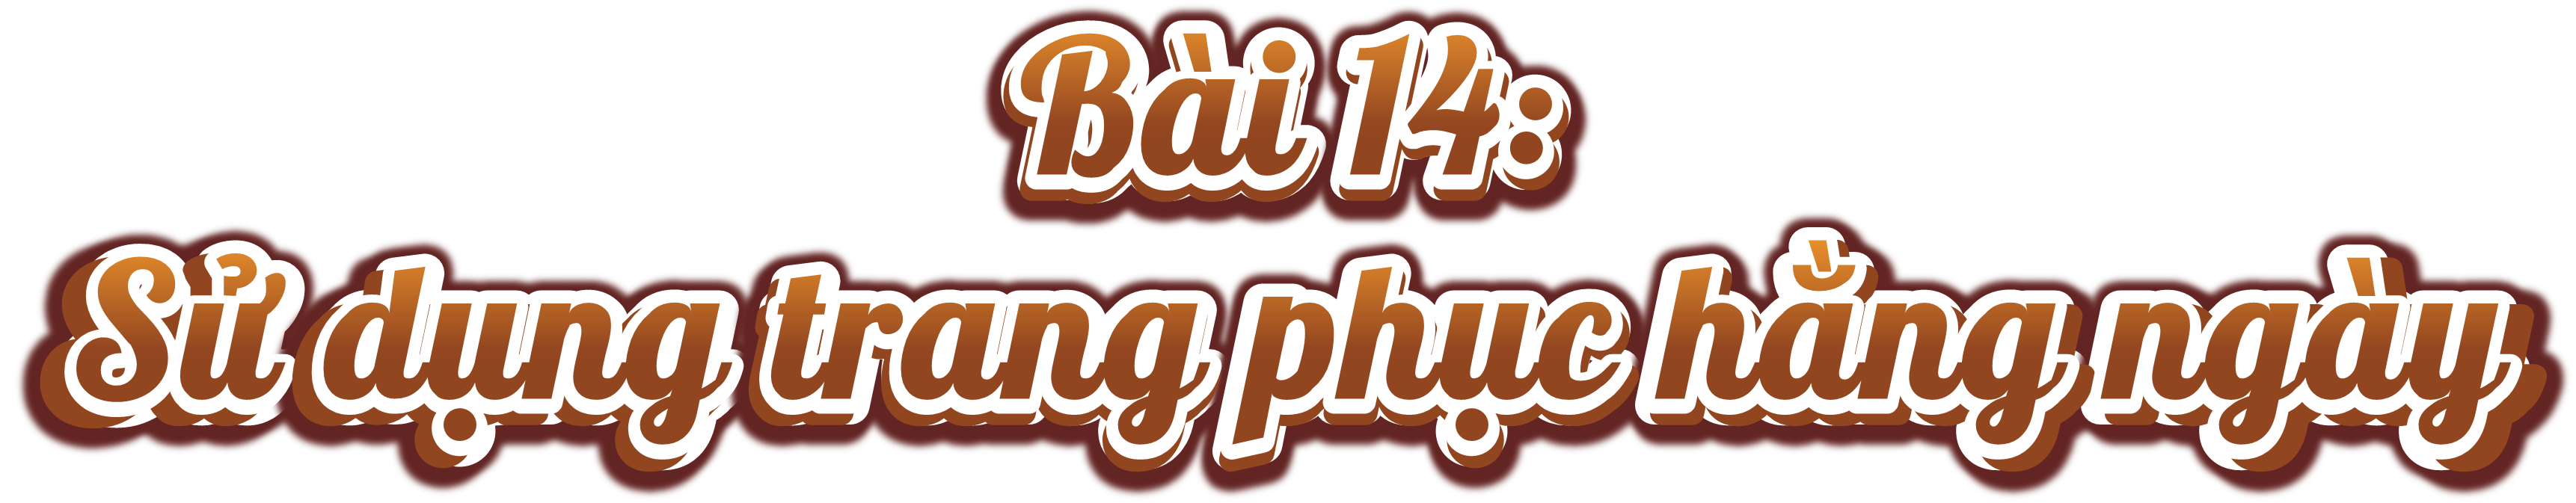 Bài 14:
Sử dụng trang phục hằng ngày